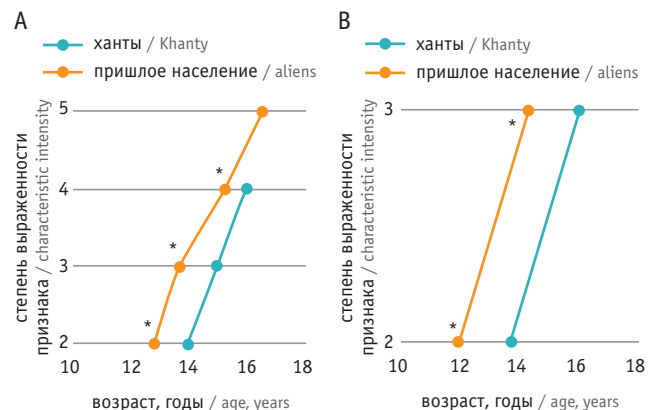 А
ханты / Khanty
пришлое население / aliens
степень выраженности
признака / characteristic intensity
5
4
3
2
*
*
*
10 12 14 16 18
возраст, годы / age, years
В
ханты / Khanty
пришлое население / aliens
степень выраженности
признака / characteristic intensity
3
2
*
*
10 12 14 16 18
возраст, годы / age, years